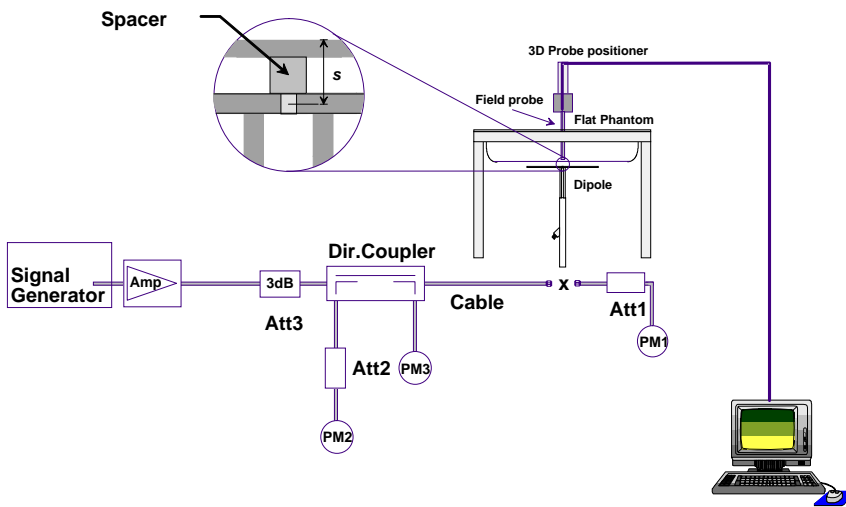 Spacer
s
3D Probe positioner
Field probe
Flat Phantom
Dipole
Signal
Generator
Amp
3dB
Att3
Dir.Coupler
Cable
x
Att1
PM1
Att2
PM3
PM2